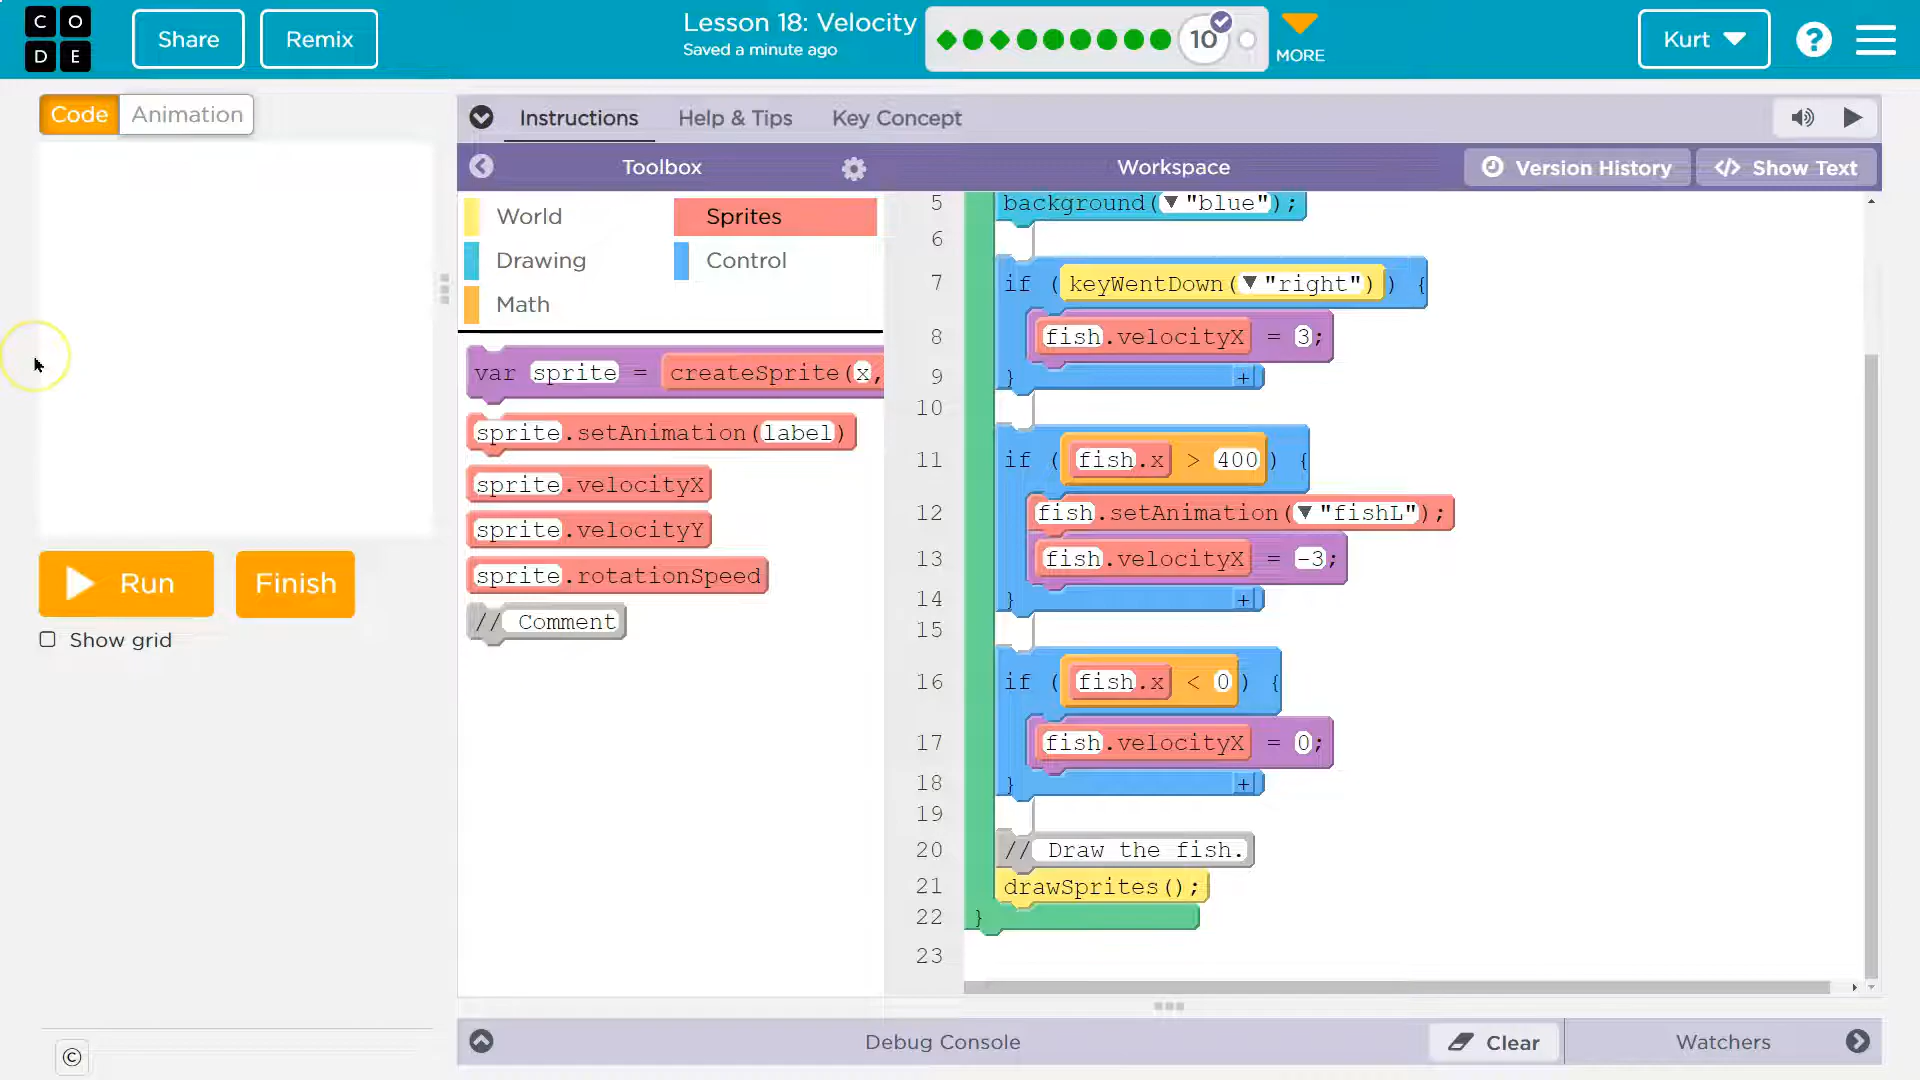 C O
D E
Share
Remix
Lesson 18: Velocity
Saved a minute ago
10
MORE
Kurt
?
Code
Animation
Instructions
Help & Tips
Key Concept
Toolbox
Workspace
Version History
</> Show Text
World
Sprites
Drawing
Control
Math
var sprite = createSprite(x,
sprite.setAnimation(label)
sprite.velocityX
sprite.velocityY
sprite.rotationSpeed
// Comment
5 background(▼ "blue");
6
7 if (keyWentDown(▼ "right")) {
8 fish.velocityX = 3;
9 } +
10
11 if (fish.x > 400) {
12 fish.setAnimation(▼ "fishL");
13 fish.velocityX = -3;
14 } +
15
16 if (fish.x < 0) {
17 fish.velocityX = 0;
18 } +
19
20 // Draw the fish.
21 drawSprites();
22 }
23
Run
Finish
Show grid
©
Debug Console
Clear
Watchers